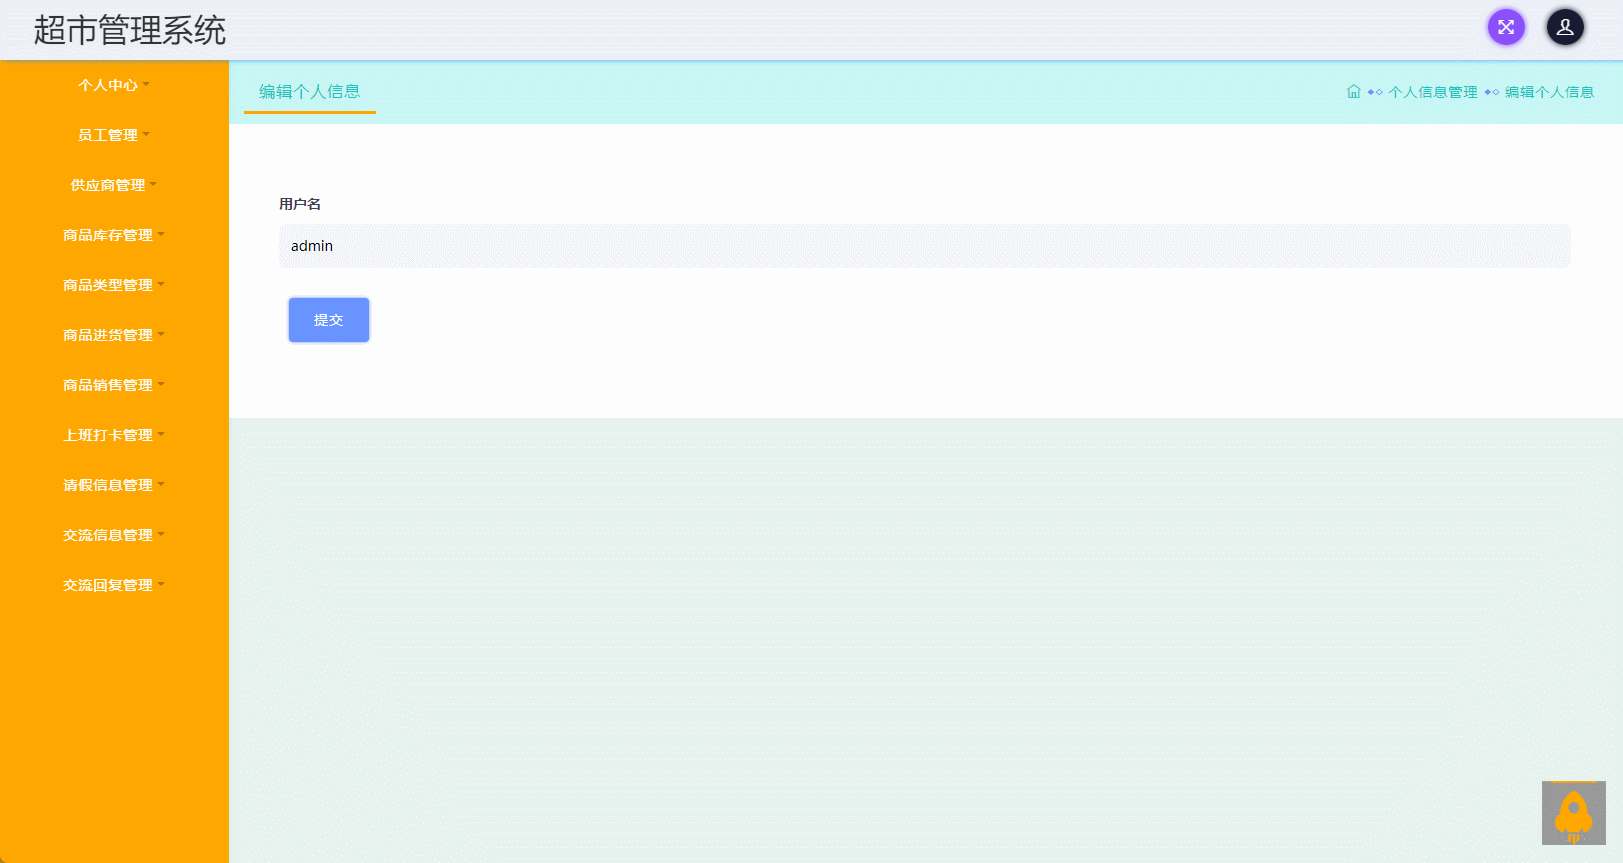 超市管理系统
个人中心
员工管理
供应商管理
商品库存管理
商品类型管理
商品进货管理
商品销售管理
上班打卡管理
请假信息管理
交流信息管理
交流回复管理
编辑个人信息
个人信息管理 编辑个人信息
用户名
admin
提交